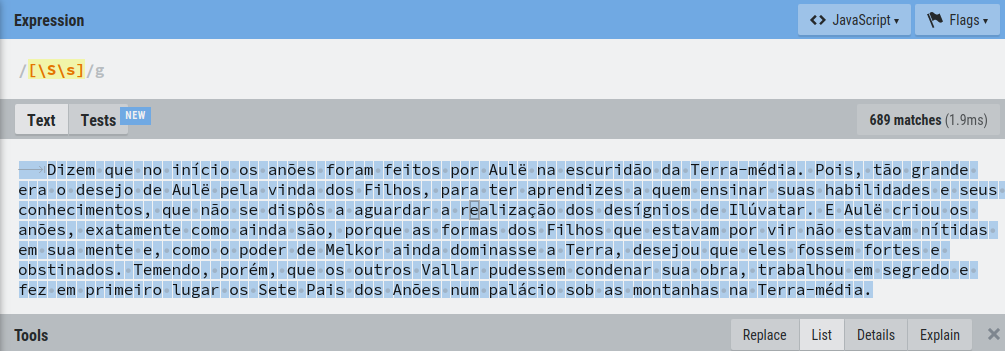 Expression
<> JavaScript ▾
Flags ▾
/[\S\s]/g
Text
Tests
NEW
689 matches (1.9ms)
Dizem que no início os anões foram feitos por Aulë na escuridão da Terra-média. Pois, tão grande
era o desejo de Aulë pela vinda dos Filhos, para ter aprendizes a quem ensinar suas habilidades e seus
conhecimentos, que não se dispôs a aguardar a realização dos desígnios de Ilúvatar. E Aulë criou os
anões, exatamente como ainda são, porque as formas dos Filhos que estavam por vir não estavam nítidas
em sua mente e, como o poder de Melkor ainda dominasse a Terra, desejou que eles fossem fortes e
obstinados. Temendo, porém, que os outros Vallar pudessem condenar sua obra, trabalhou em segredo e
fez em primeiro lugar os Sete Pais dos Anões num palácio sob as montanhas na Terra-média.
Tools
Replace
List
Details
Explain
×